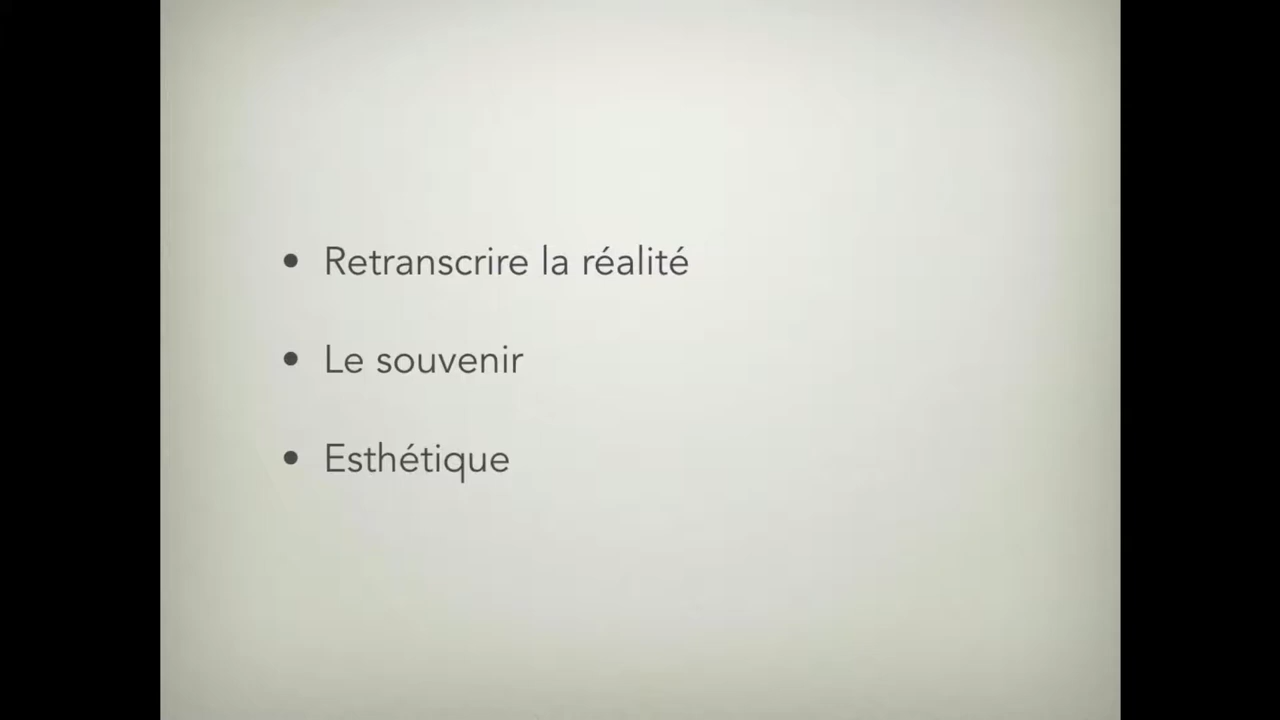 • Retranscrire la réalité
• Le souvenir
• Esthétique